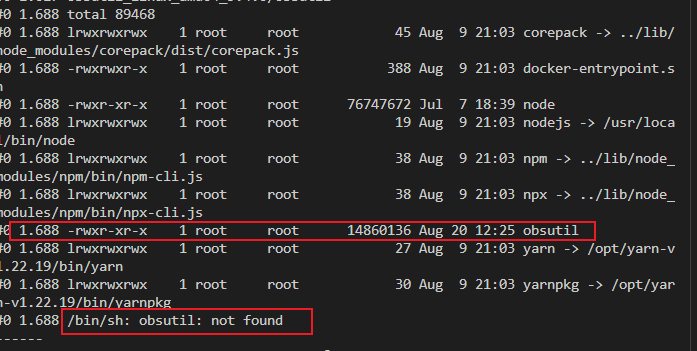 #0 1.688 total 89468
#0 1.688 lrwxrwxrwx 1 root root 45 Aug 9 21:03 corepack -> ../lib/
node_modules/corepack/dist/corepack.js
#0 1.688 -rwxrwxr-x 1 root root 388 Aug 9 21:03 docker-entrypoint.s
h
#0 1.688 -rwxr-xr-x 1 root root 76747672 Jul 7 18:39 node
#0 1.688 lrwxrwxrwx 1 root root 19 Aug 9 21:03 nodejs -> /usr/loca
l/bin/node
#0 1.688 lrwxrwxrwx 1 root root 38 Aug 9 21:03 npm -> ../lib/node_
modules/npm/bin/npm-cli.js
#0 1.688 lrwxrwxrwx 1 root root 38 Aug 9 21:03 npx -> ../lib/node_
modules/npm/bin/npx-cli.js
#0 1.688 -rwxr-xr-x 1 root root 14860136 Aug 20 12:25 obsutil
#0 1.688 lrwxrwxrwx 1 root root 27 Aug 9 21:03 yarn -> /opt/yarn-v
1.22.19/bin/yarn
#0 1.688 lrwxrwxrwx 1 root root 30 Aug 9 21:03 yarnpkg -> /opt/yar
n-v1.22.19/bin/yarnpkg
#0 1.688 /bin/sh: obsutil: not found
------